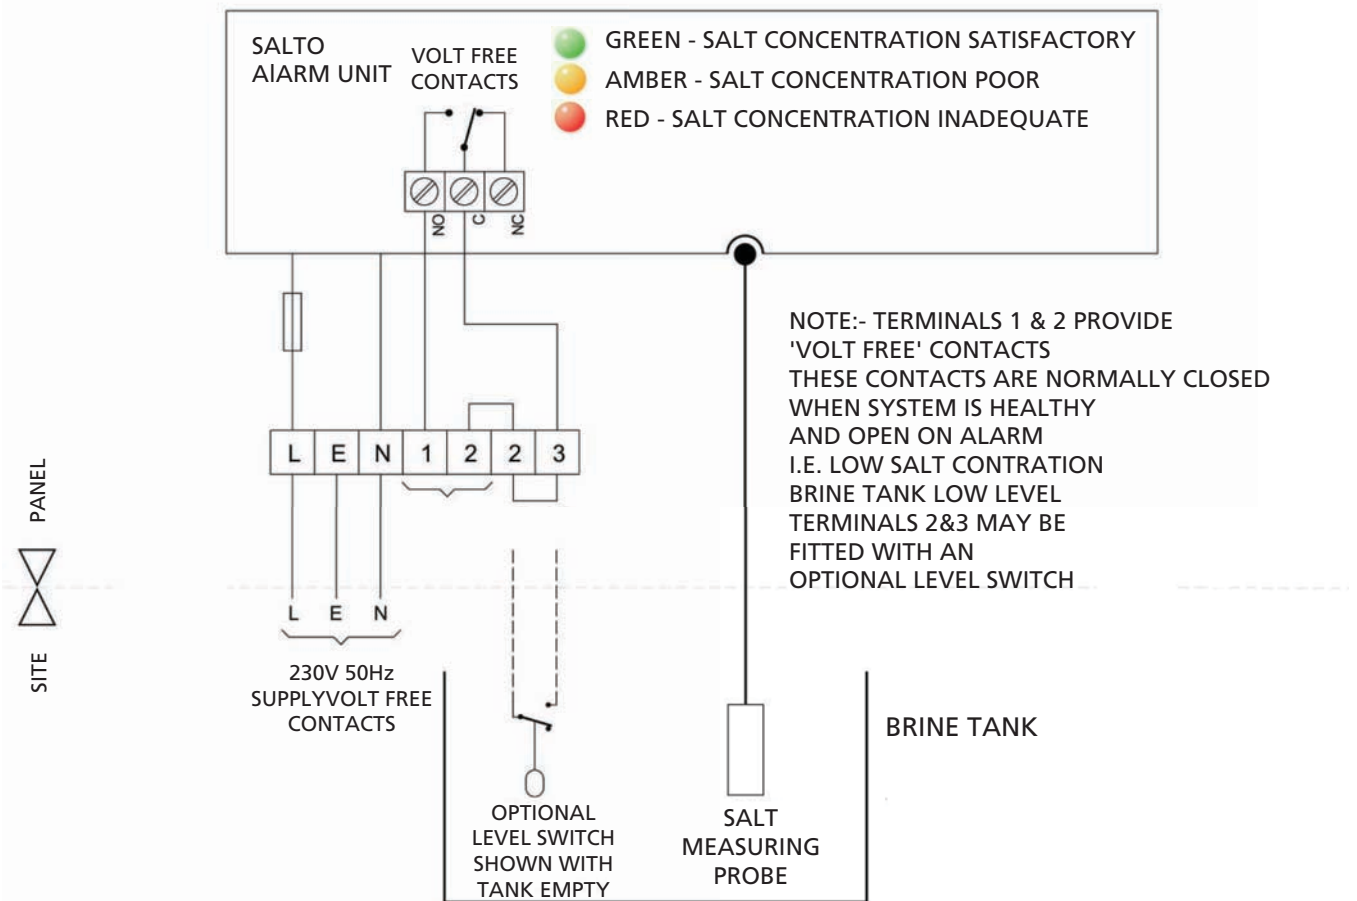 SALTO
AlARM UNIT
VOLT FREE
CONTACTS
GREEN - SALT CONCENTRATION SATISFACTORY
AMBER - SALT CONCENTRATION POOR
RED - SALT CONCENTRATION INADEQUATE
NO
C
NC
NOTE:- TERMINALS 1 & 2 PROVIDE
'VOLT FREE' CONTACTS
THESE CONTACTS ARE NORMALLY CLOSED
WHEN SYSTEM IS HEALTHY
AND OPEN ON ALARM
I.E. LOW SALT CONTRATION
BRINE TANK LOW LEVEL
TERMINALS 2&3 MAY BE
FITTED WITH AN
OPTIONAL LEVEL SWITCH
L E N 1 2 2 3
PANEL
SITE
L E N
230V 50Hz
SUPPLYVOLT FREE
CONTACTS
BRINE TANK
OPTIONAL
LEVEL SWITCH
SHOWN WITH
TANK EMPTY
SALT
MEASURING
PROBE